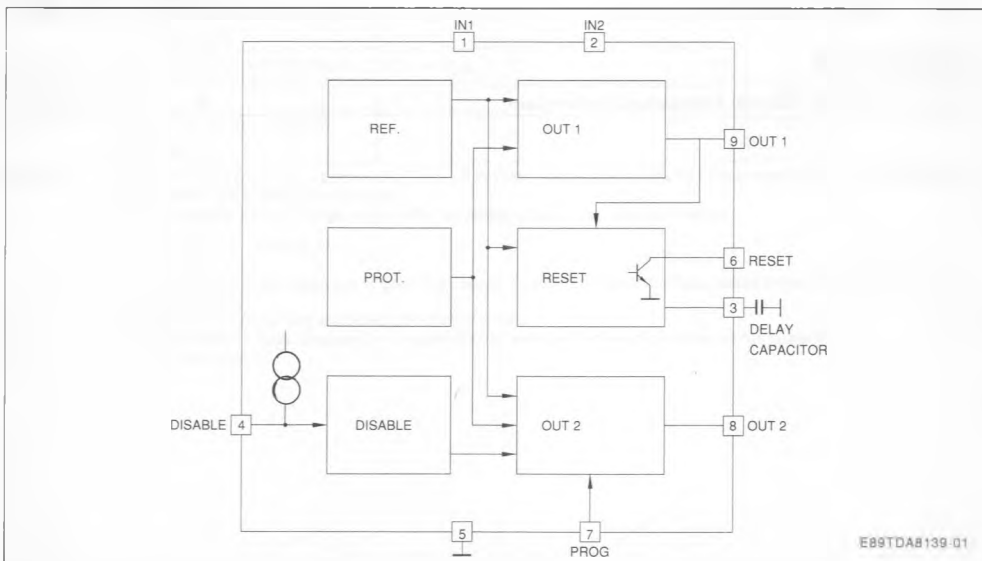 IN1
IN2
1
2
REF.
OUT 1
9 OUT 1
PROT.
RESET
6 RESET
3
DELAY
CAPACITOR
DISABLE 4
DISABLE
OUT 2
8 OUT 2
5
7
PROG
E89TDA8139-01